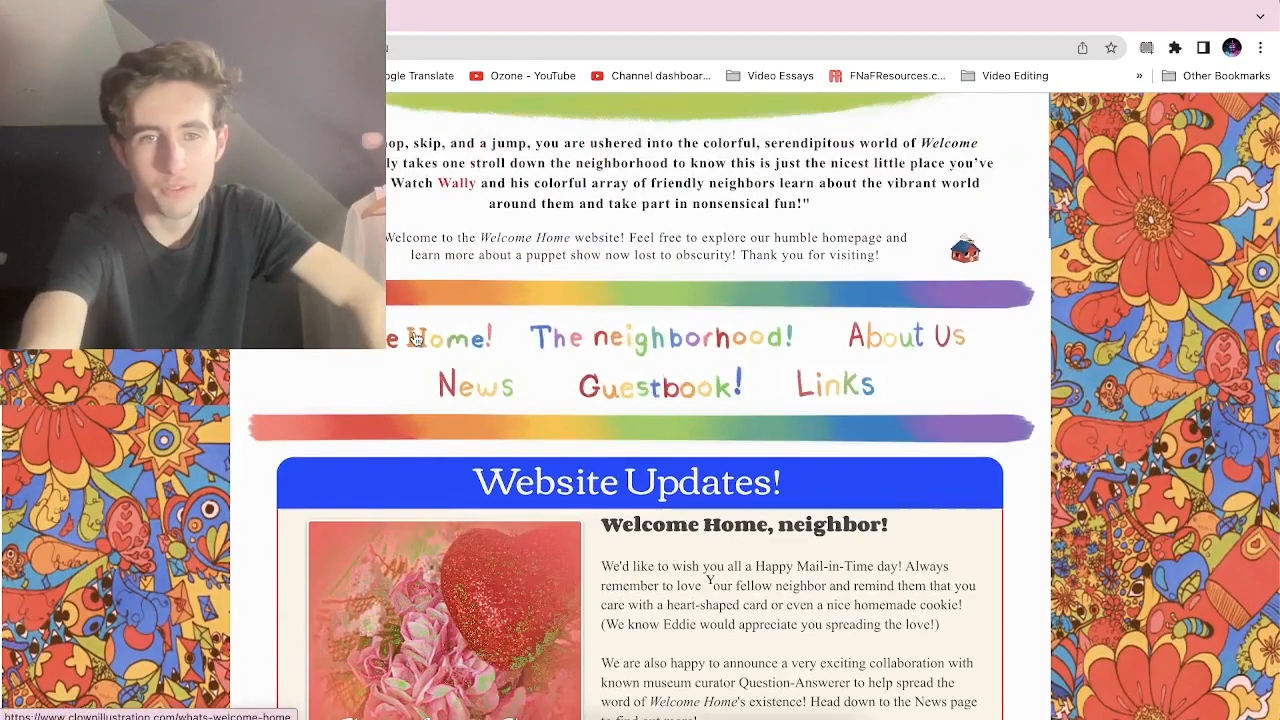 ogle Translate Ozone - YouTube Channel dashboar... Video Essays FNaFResources.c... Video Editing » Other Bookmarks
op, skip, and a jump, you are ushered into the colorful, serendipitous world of Welcome
ly takes one stroll down the neighborhood to know this is just the nicest little place you've
Watch Wally and his colorful array of friendly neighbors learn about the vibrant world
around them and take part in nonsensical fun!"
Welcome to the Welcome Home website! Feel free to explore our humble homepage and
learn more about a puppet show now lost to obscurity! Thank you for visiting!
e Home! The neighborhood! About Us
News Guestbook! Links
Website Updates!
Welcome Home, neighbor!
We'd like to wish you all a Happy Mail-in-Time day! Always
remember to love Your fellow neighbor and remind them that you
care with a heart-shaped card or even a nice homemade cookie!
(We know Eddie would appreciate you spreading the love!)
We are also happy to announce a very exciting collaboration with
known museum curator Question-Answerer to help spread the
word of Welcome Home's existence! Head down to the News page
to find out more!
https://www.clownillustration.com/whats-welcome-home